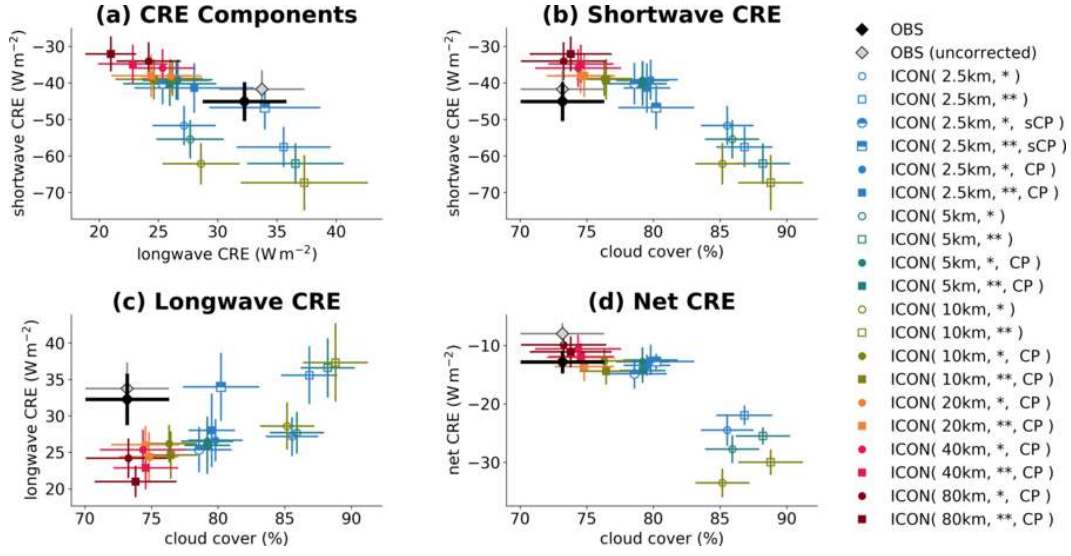 (a) CRE Components
shortwave CRE (W m−2)
−30
−40
−50
−60
−70
20
30
40
longwave CRE (W m−2)
(b) Shortwave CRE
shortwave CRE (W m−2)
−30
−40
−50
−60
−70
70
75
80
85
90
cloud cover (%)
(c) Longwave CRE
longwave CRE (W m−2)
40
35
30
25
20
70
75
80
85
90
cloud cover (%)
(d) Net CRE
net CRE (W m−2)
−10
−20
−30
70
75
80
85
90
cloud cover (%)
OBS
OBS (uncorrected)
ICON( 2.5km, * )
ICON( 2.5km, ** )
ICON( 2.5km, *, sCP )
ICON( 2.5km, **, sCP )
ICON( 2.5km, *, CP )
ICON( 2.5km, **, CP )
ICON( 5km, * )
ICON( 5km, ** )
ICON( 5km, *, CP )
ICON( 5km, **, CP )
ICON( 10km, * )
ICON( 10km, ** )
ICON( 10km, *, CP )
ICON( 10km, **, CP )
ICON( 20km, *, CP )
ICON( 20km, **, CP )
ICON( 40km, *, CP )
ICON( 40km, **, CP )
ICON( 80km, *, CP )
ICON( 80km, **, CP )